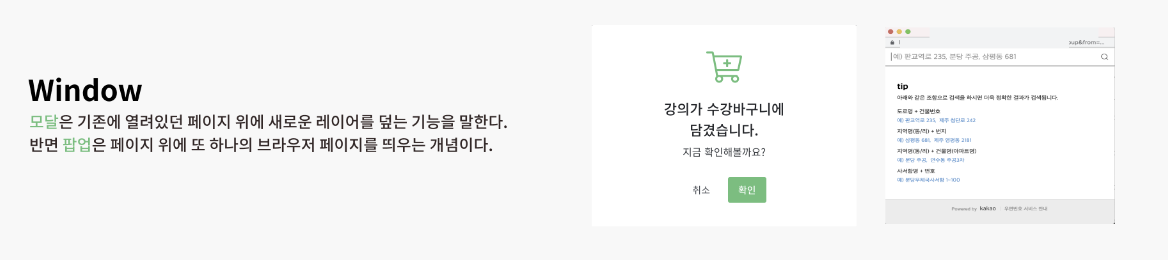 Window
모달은 기존에 열려있던 페이지 위에 새로운 레이어를 덮는 기능을 말한다.
반면 팝업은 페이지 위에 또 하나의 브라우저 페이지를 띄우는 개념이다.
강의가 수강바구니에
담겼습니다.
지금 확인해볼까요?
취소 확인
예) 판교역로 235, 분당 주공, 삼평동 681
tip
아래와 같은 조합으로 검색을 하시면 더욱 정확한 결과가 검색됩니다.
도로명 + 건물번호
예) 판교역로 235, 제주 첨단로 242
지역명(동/리) + 번지
예) 삼평동 681, 제주 영평동 2181
지역명(동/리) + 건물명(아파트명)
예) 분당 주공, 연수동 주공3차
사서함명 + 번호
예) 분당우체국사서함 1~100
Powered by kakao 우편번호 서비스 안내